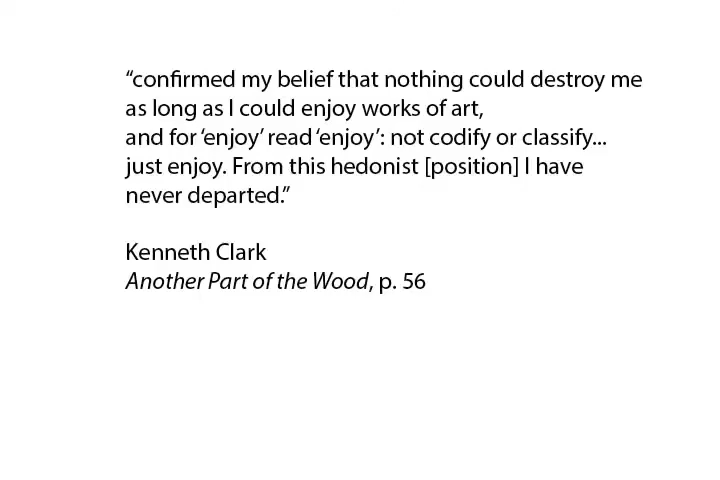 “confirmed my belief that nothing could destroy me
as long as I could enjoy works of art,
and for ‘enjoy’ read ‘enjoy’: not codify or classify...
just enjoy. From this hedonist [position] I have
never departed.”
Kenneth Clark
Another Part of the Wood, p. 56